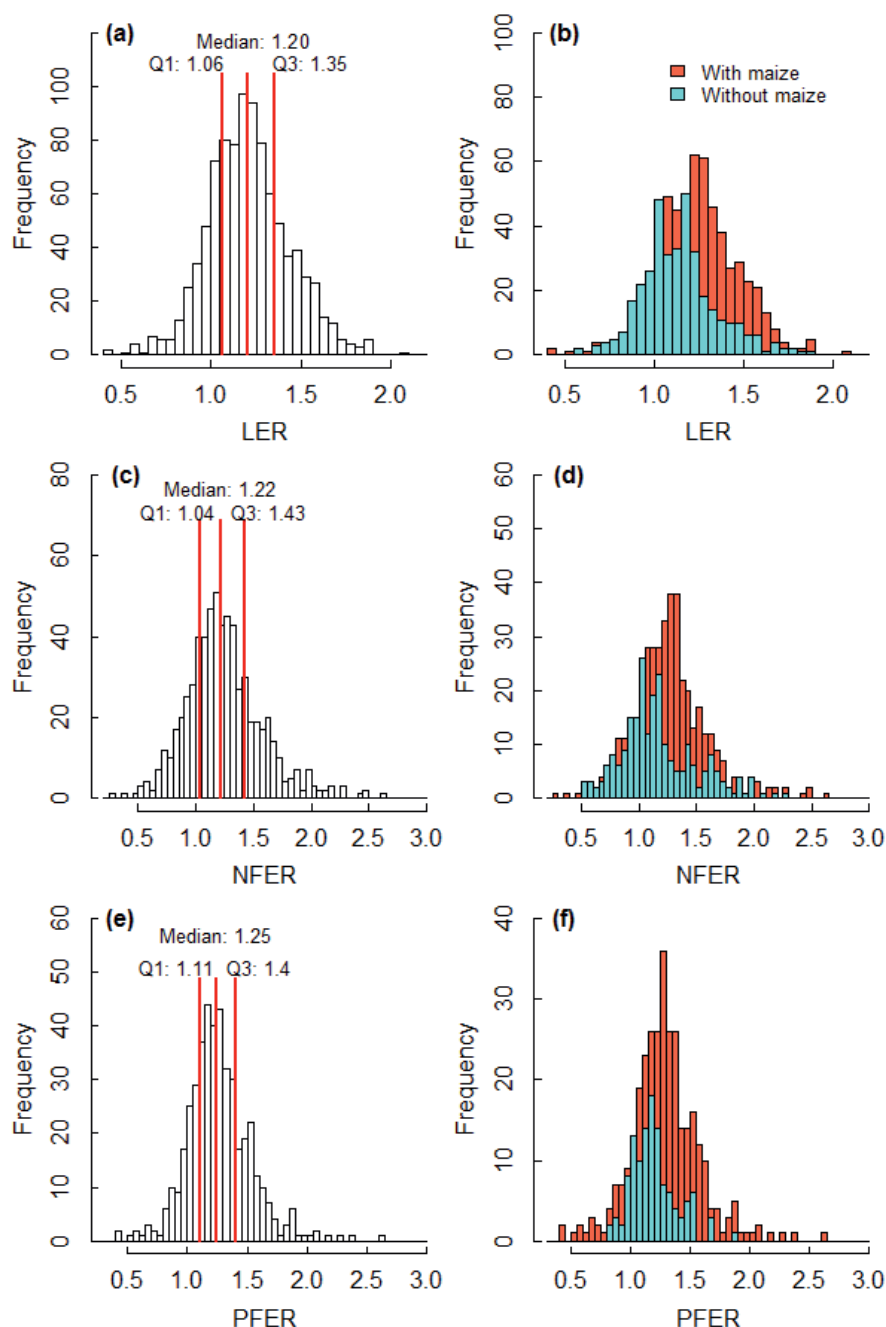 (a)
Median: 1.20
Q1: 1.06 Q3: 1.35
Frequency
0 20 40 60 80 100
0.5 1.0 1.5 2.0
LER
(b)
With maize
Without maize
Frequency
0 20 40 60 80 100
0.5 1.0 1.5 2.0
LER
(c)
Median: 1.22
Q1: 1.04 Q3: 1.43
Frequency
0 20 40 60 80
0.5 1.0 1.5 2.0 2.5 3.0
NFER
(d)
Frequency
0 10 20 30 40 50 60
0.5 1.0 1.5 2.0 2.5 3.0
NFER
(e)
Median: 1.25
Q1: 1.11 Q3: 1.4
Frequency
0 10 20 30 40 50 60
0.5 1.0 1.5 2.0 2.5 3.0
PFER
(f)
Frequency
0 10 20 30 40
0.5 1.0 1.5 2.0 2.5 3.0
PFER